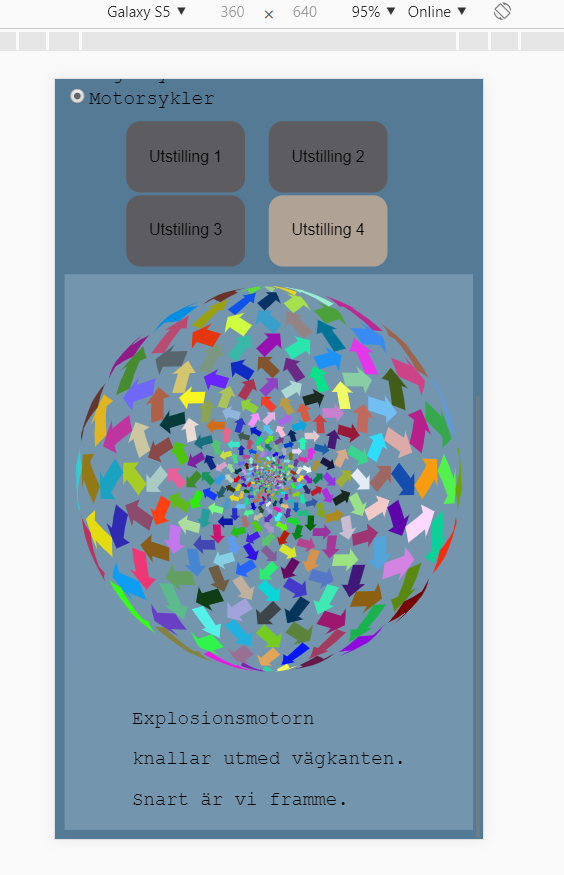 Galaxy S5 ▼ 360 × 640 95% ▼ Online ▼
Motorsykler
Utstilling 1 Utstilling 2
Utstilling 3 Utstilling 4
Explosionsmotorn
knallar utmed vägkanten.
Snart är vi framme.